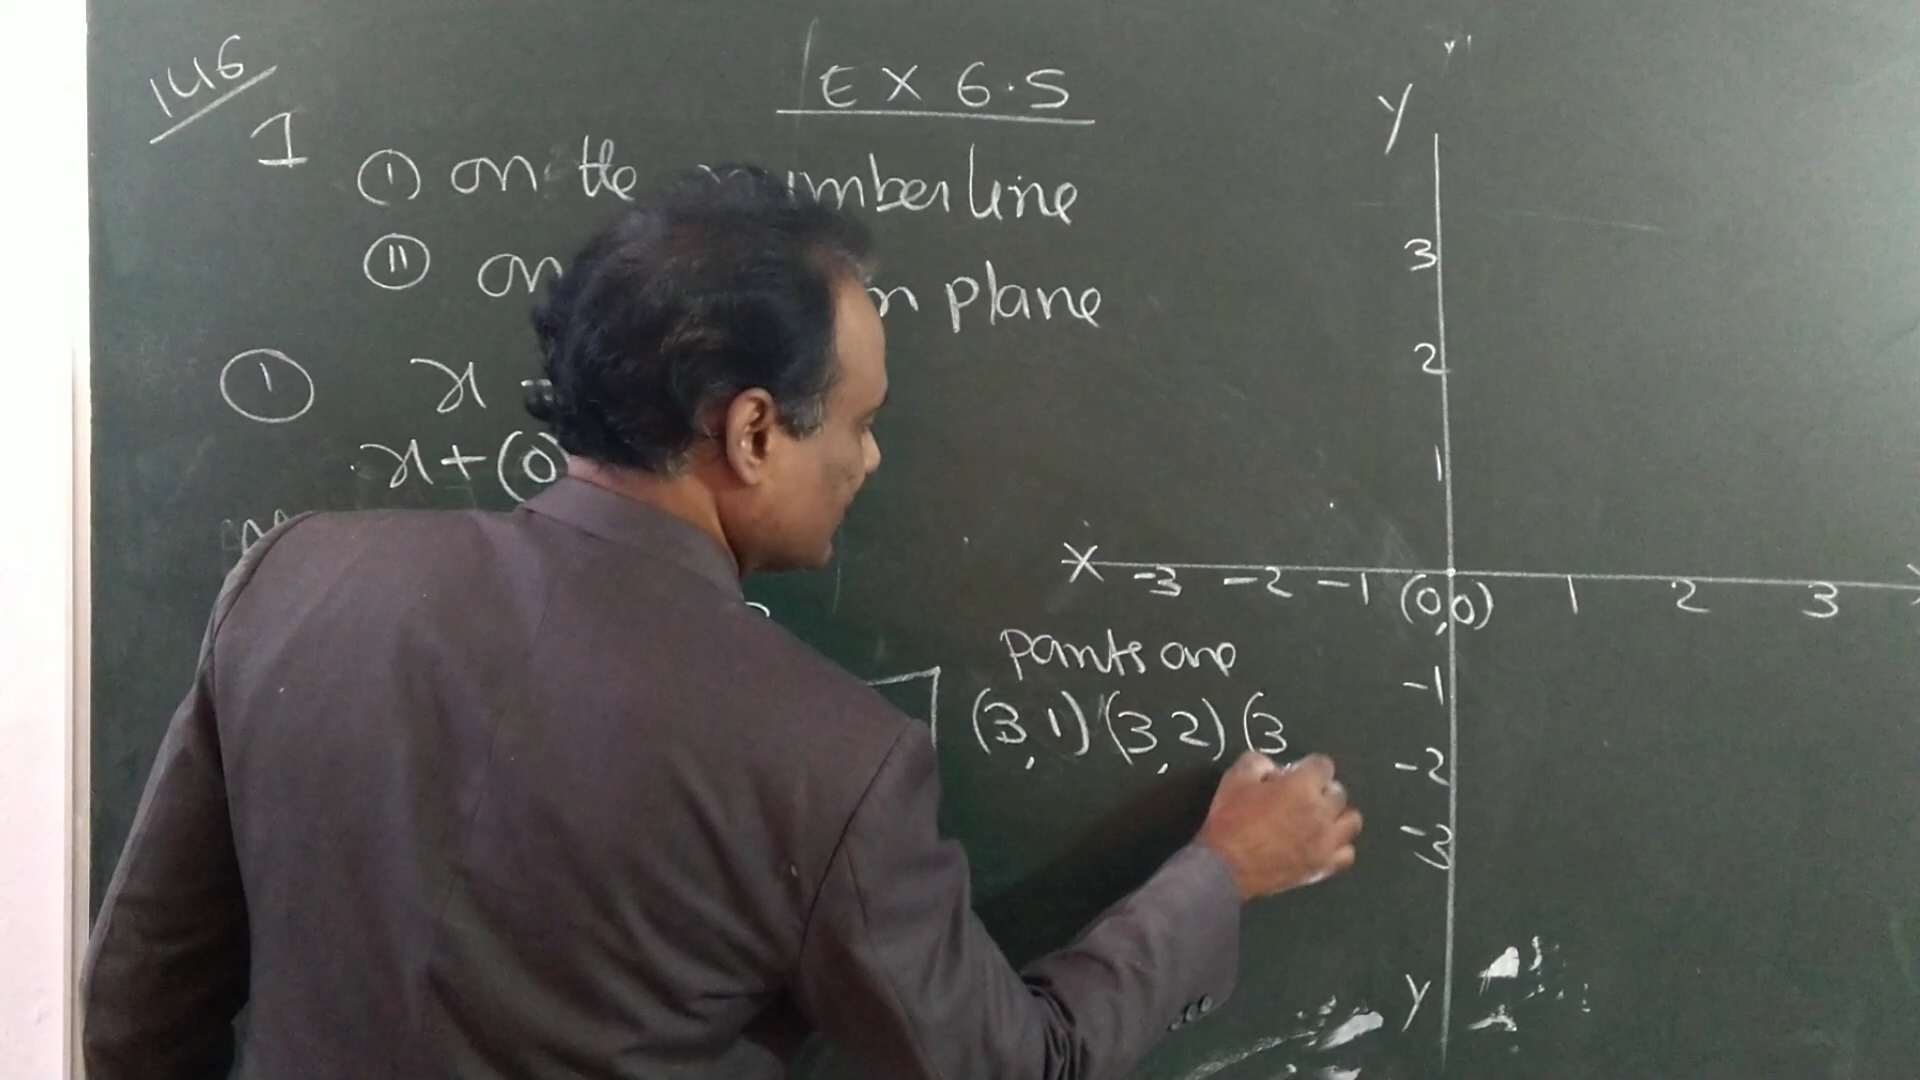 146
EX 6.5
1 (i) on the number line
(ii) on plane
(1) x
x+(0
Y
3
2
1
X -3 -2 -1 (0,0) 1 2 3
-1
-2
-3
Y
points are
(3,1) (3,2) (3